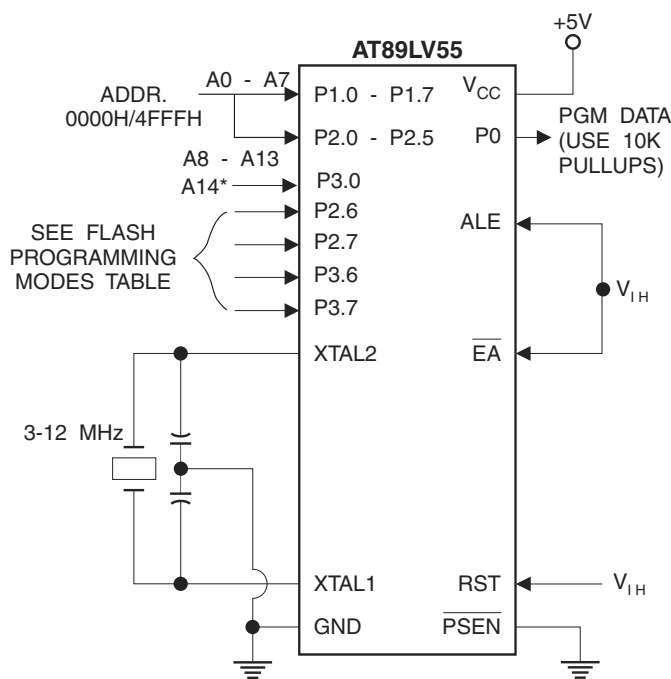 AT89LV55
+5V
A0 - A7
ADDR.
0000H/4FFFH
P1.0 - P1.7
VCC
P2.0 - P2.5
P0
PGM DATA
(USE 10K
PULLUPS)
A8 - A13
A14*
P3.0
SEE FLASH
PROGRAMMING
MODES TABLE
P2.6
P2.7
P3.6
P3.7
ALE
VIH
EA
XTAL2
3-12 MHz
XTAL1
RST
VIH
GND
PSEN